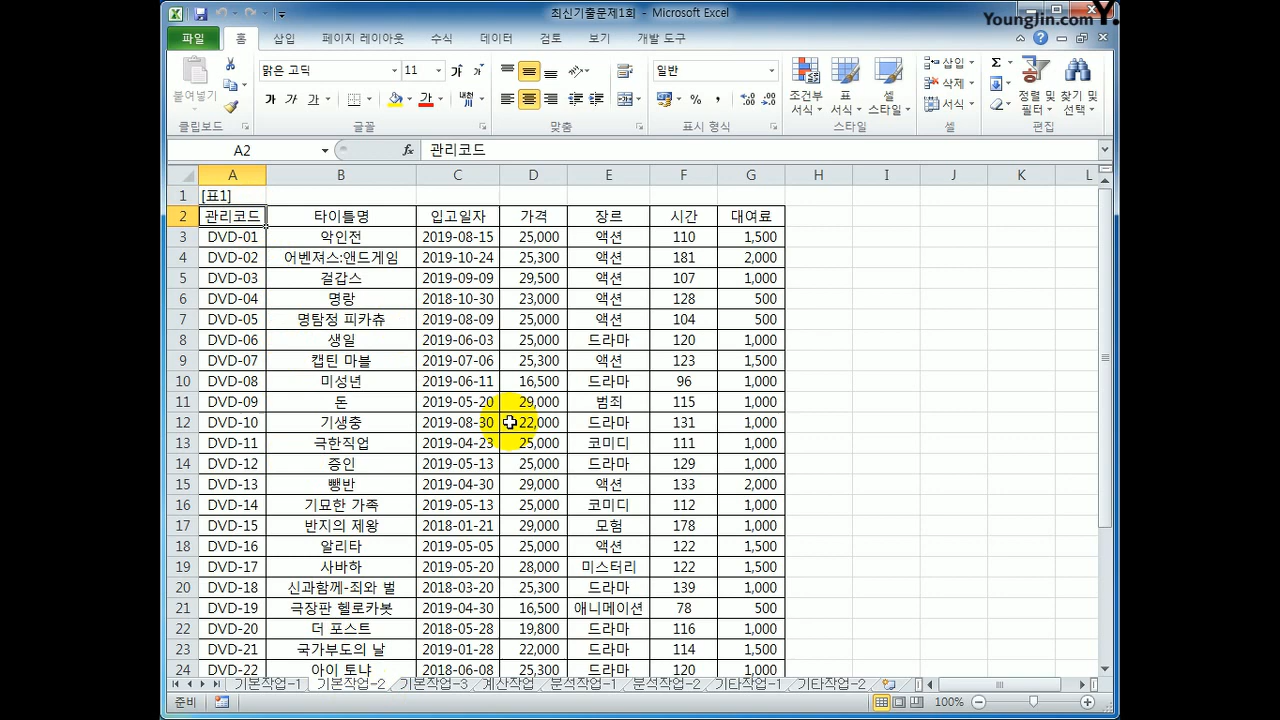 최신기출문제1회 - Microsoft Excel
YoungJin.com Y.
파일 홈 삽입 페이지 레이아웃 수식 데이터 검토 보기 개발 도구
붙여넣기
클립보드
맑은 고딕 11
가 가 가 가 가 가 내천
글꼴
맞춤
일반
% ,
표시 형식
조건부 서식 표 서식 셀 스타일
스타일
삽입
삭제
서식
셀
정렬 및 필터 찾기 및 선택
편집
A2 fx 관리코드
A B C D E F G H I J K L
1 [표1]
2 관리코드 타이틀명 입고일자 가격 장르 시간 대여료
3 DVD-01 악인전 2019-08-15 25,000 액션 110 1,500
4 DVD-02 어벤져스:앤드게임 2019-10-24 25,300 액션 181 2,000
5 DVD-03 걸캅스 2019-09-09 29,500 액션 107 1,000
6 DVD-04 명랑 2018-10-30 23,000 액션 128 500
7 DVD-05 명탐정 피카츄 2019-08-09 25,000 액션 104 500
8 DVD-06 생일 2019-06-03 25,000 드라마 120 1,000
9 DVD-07 캡틴 마블 2019-07-06 25,300 액션 123 1,500
10 DVD-08 미성년 2019-06-11 16,500 드라마 96 1,000
11 DVD-09 돈 2019-05-20 29,000 범죄 115 1,000
12 DVD-10 기생충 2019-08-30 22,000 드라마 131 1,000
13 DVD-11 극한직업 2019-04-23 25,000 코미디 111 1,000
14 DVD-12 증인 2019-05-13 25,000 드라마 129 1,000
15 DVD-13 뺑반 2019-04-30 29,000 액션 133 2,000
16 DVD-14 기묘한 가족 2019-05-13 25,000 코미디 112 1,000
17 DVD-15 반지의 제왕 2018-01-21 29,000 모험 178 1,000
18 DVD-16 알리타 2019-05-05 25,000 액션 122 1,500
19 DVD-17 사바하 2019-05-20 28,000 미스터리 122 1,500
20 DVD-18 신과함께-죄와 벌 2018-03-20 25,300 드라마 139 1,000
21 DVD-19 극장판 헬로카봇 2019-04-30 16,500 애니메이션 78 500
22 DVD-20 더 포스트 2018-05-28 19,800 드라마 116 1,000
23 DVD-21 국가부도의 날 2019-01-28 22,000 드라마 114 1,500
24 DVD-22 아이 토냐 2018-06-08 25,300 드라마 120 1,000
기본작업-1 기본작업-2 기본작업-3 계산작업 분석작업-1 분석작업-2 기타작업-1 기타작업-2
준비 100%